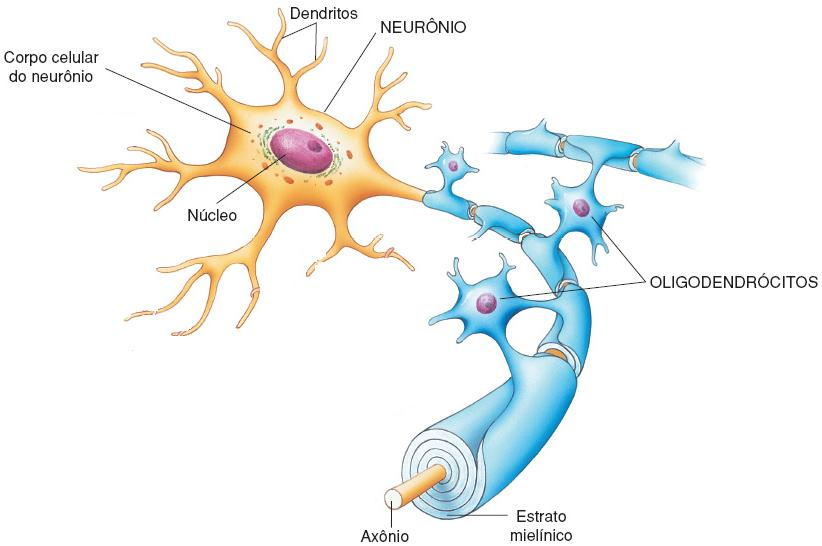 Dendritos
NEURÔNIO
Corpo celular
do neurônio
Núcleo
OLIGODENDRÓCITOS
Estrato
mielínico
Axônio